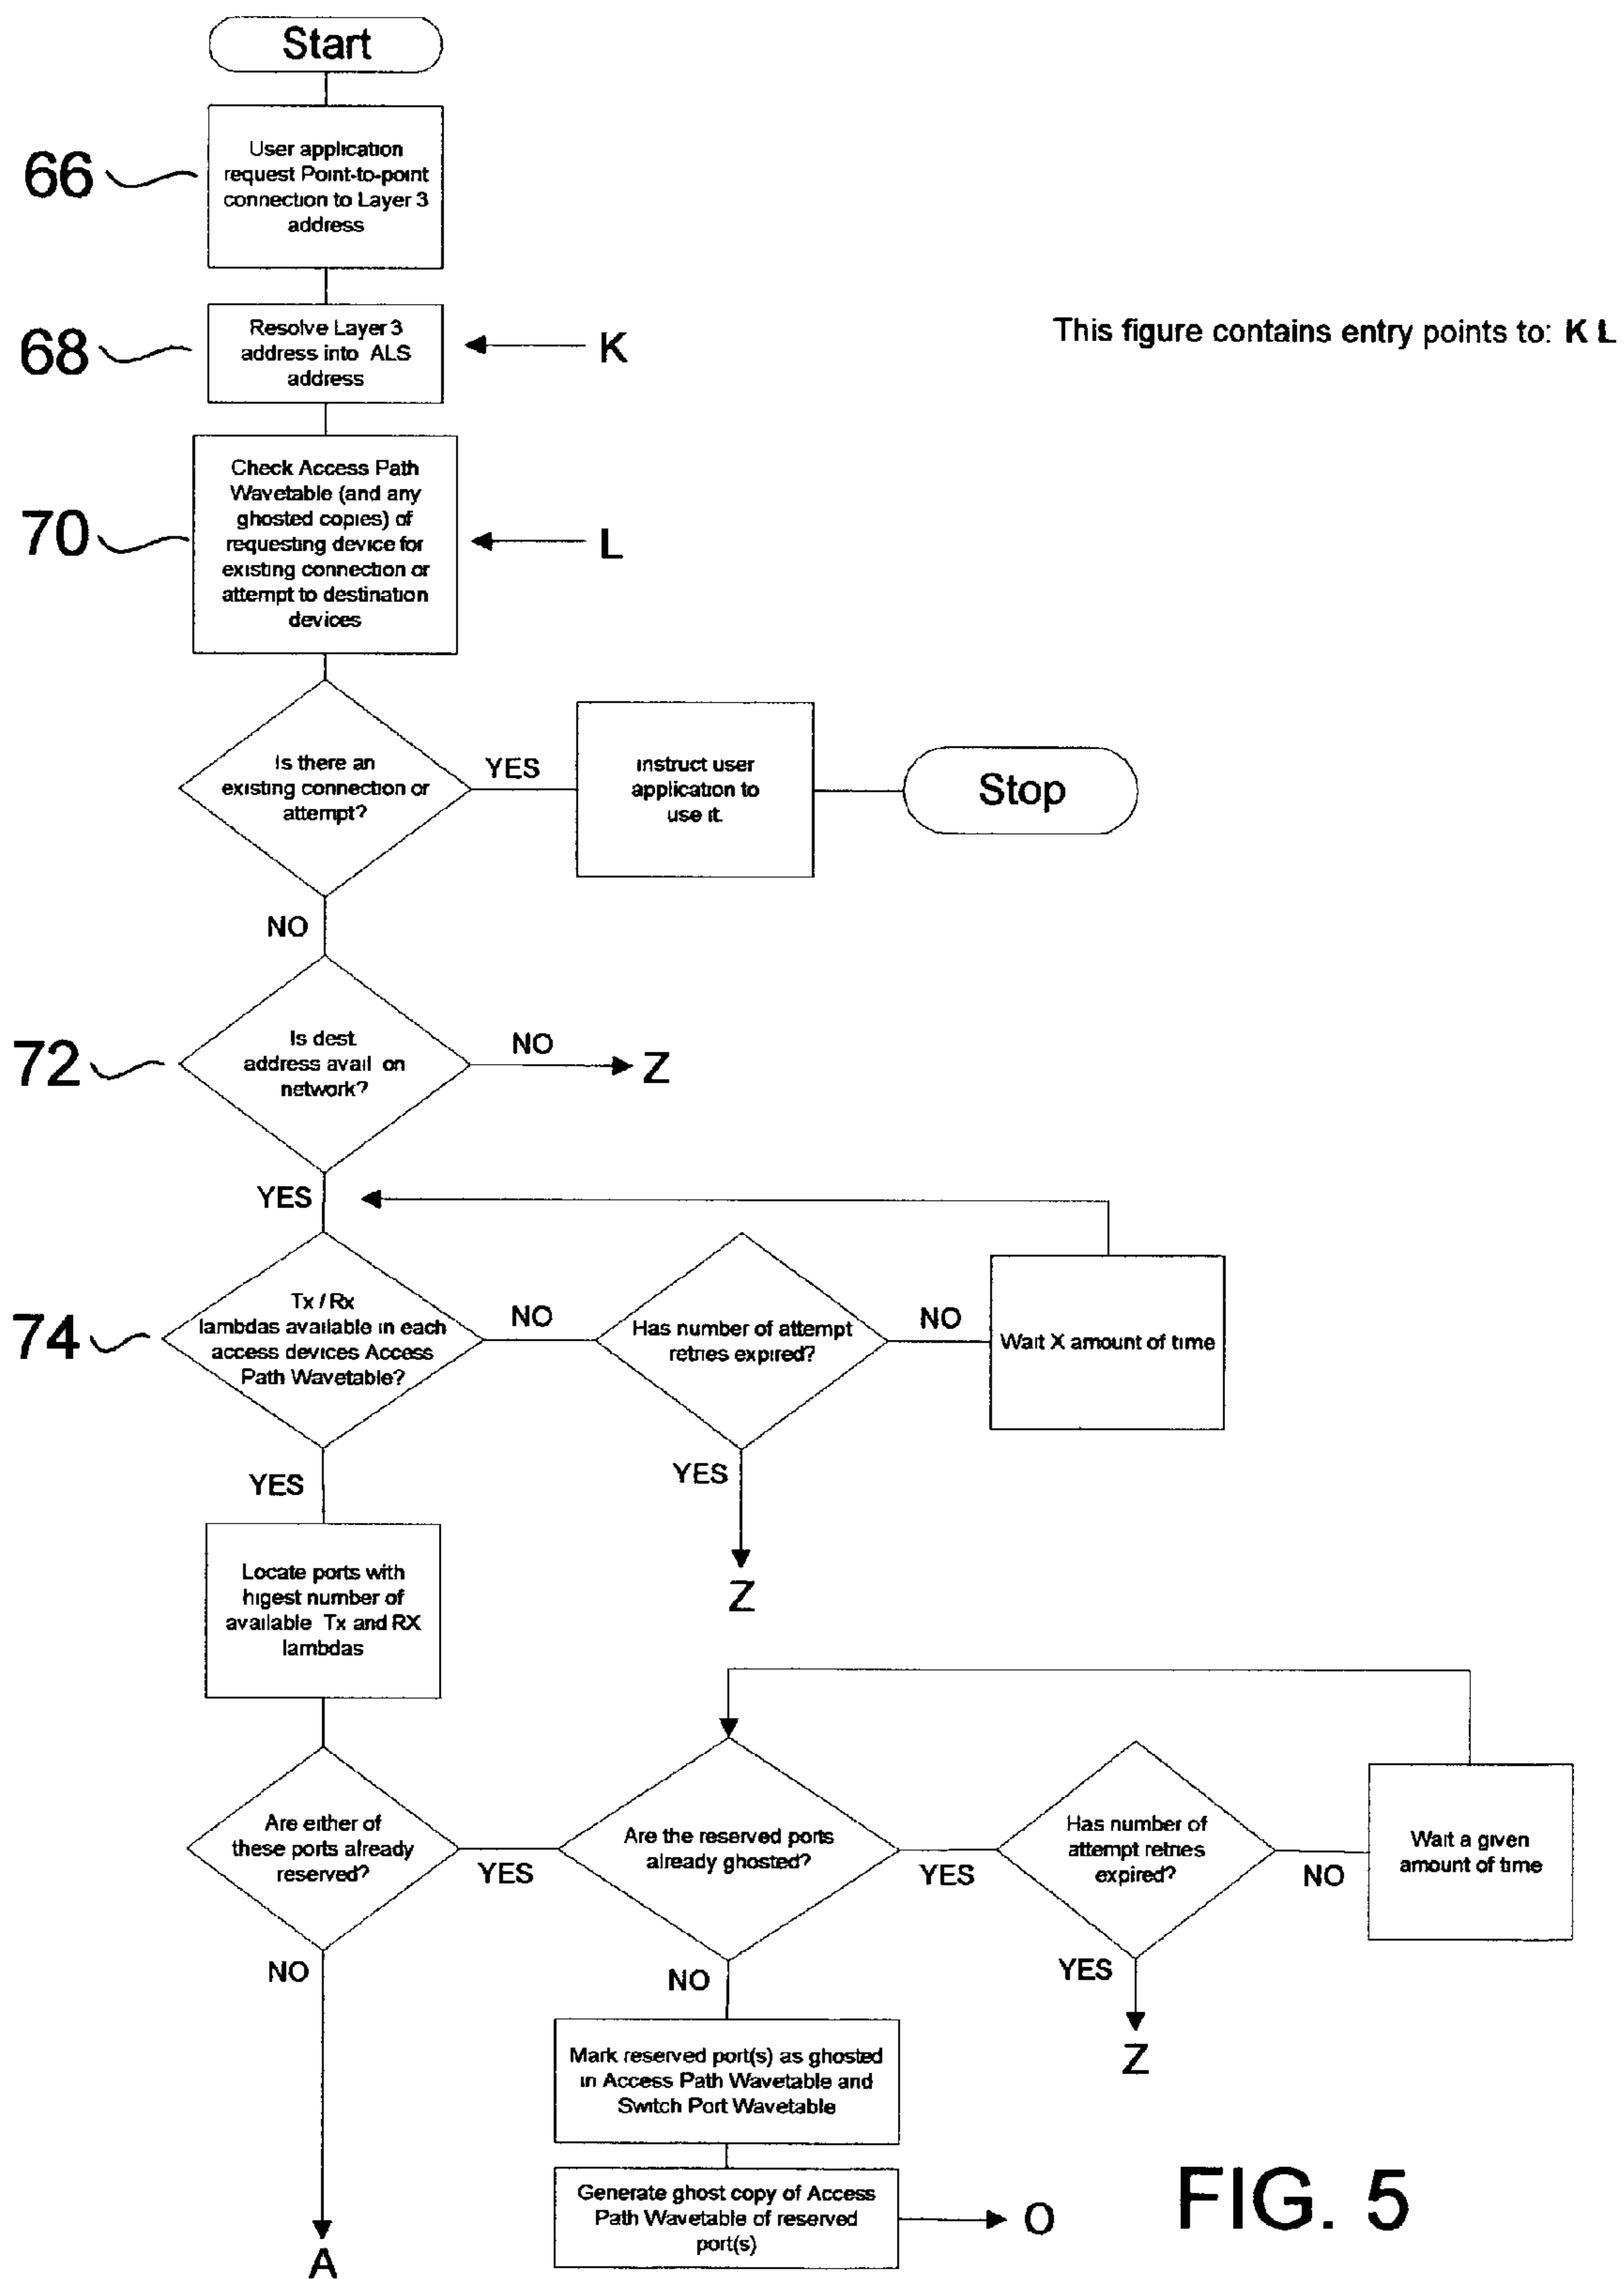 Start
66
User application
request Point-to-point
connection to Layer 3
address
68
Resolve Layer 3
address into ALS
address
K
This figure contains entry points to: K L
70
Check Access Path
Wavetable (and any
ghosted copies) of
requesting device for
existing connection or
attempt to destination
devices
L
Is there an
existing connection or
attempt?
YES
instruct user
application to
use it.
Stop
NO
72
Is dest.
address avail on
network?
NO
Z
YES
74
Tx / Rx
lambdas available in each
access devices Access
Path Wavetable?
NO
Has number of attempt
retries expired?
NO
Wait X amount of time
YES
Z
YES
Locate ports with
higest number of
available Tx and RX
lambdas
Are either of
these ports already
reserved?
YES
Are the reserved ports
already ghosted?
YES
Has number of
attempt retries
expired?
NO
Wait a given
amount of time
NO
NO
YES
Z
Mark reserved port(s) as ghosted
in Access Path Wavetable and
Switch Port Wavetable
Generate ghost copy of Access
Path Wavetable of reserved
port(s)
O
A
FIG. 5